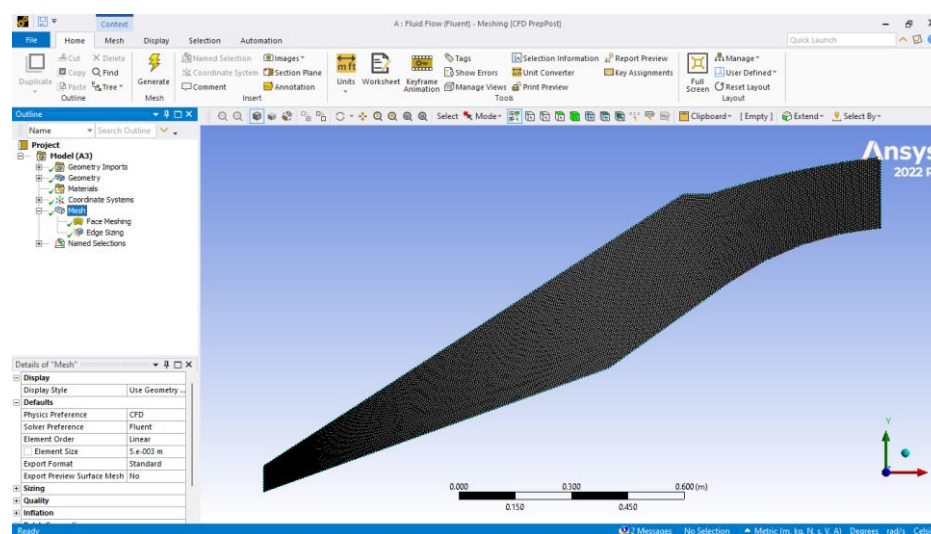 Context
A : Fluid Flow (Fluent) - Meshing [CFD PrepPost]
File Home Mesh Display Selection Automation
Quick Launch
Duplicate
Cut
Copy
Paste
Delete
Find
Tree
Outline
Generate
Mesh
Named Selection
Coordinate System
Comment
Images
Section Plane
Annotation
Insert
Units
Worksheet
Keyframe
Animation
Tags
Show Errors
Manage Views
Selection Information
Unit Converter
Print Preview
Report Preview
Key Assignments
Tools
Full
Screen
Manage
User Defined
Reset Layout
Layout
Outline
Name Search Outline
Select Mode Clipboard [ Empty ] Extend Select By
Project
Model (A3)
Geometry Imports
Geometry
Materials
Coordinate Systems
Mesh
Face Meshing
Edge Sizing
Named Selections
Ansys
2022 R
Details of "Mesh"
Display
Display Style Use Geometry ...
Defaults
Physics Preference CFD
Solver Preference Fluent
Element Order Linear
Element Size 5.e-003 m
Export Format Standard
Export Preview Surface Mesh No
Sizing
Quality
Inflation
0.000 0.300 0.600 (m)
0.150 0.450
Y
Ready
2 Messages No Selection Metric (m, kg, N, s, V, A) Degrees rad/s Celsi